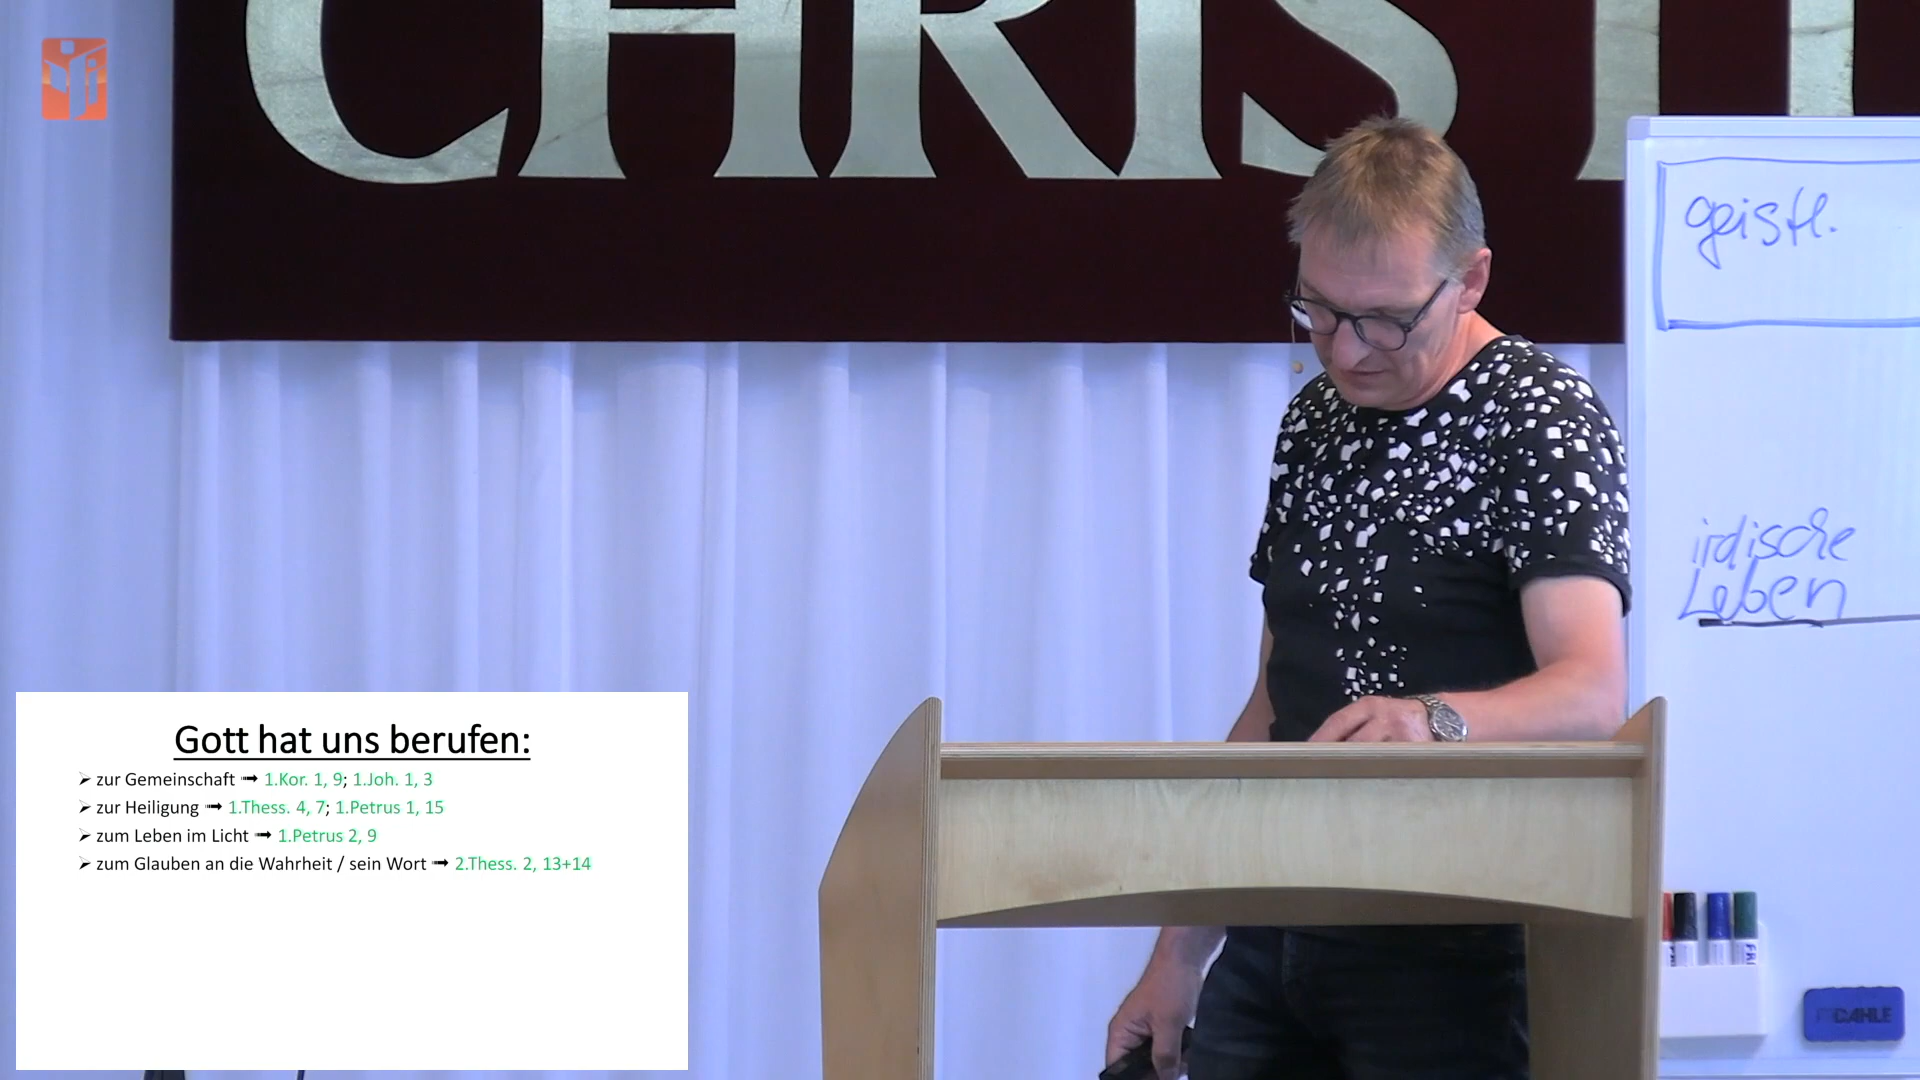 CHRIST
geistl.
irdische
Leben
Gott hat uns berufen:
➢ zur Gemeinschaft ➟ 1.Kor. 1, 9; 1.Joh. 1, 3
➢ zur Heiligung ➟ 1.Thess. 4, 7; 1.Petrus 1, 15
➢ zum Leben im Licht ➟ 1.Petrus 2, 9
➢ zum Glauben an die Wahrheit / sein Wort ➟ 2.Thess. 2, 13+14
DAHLE